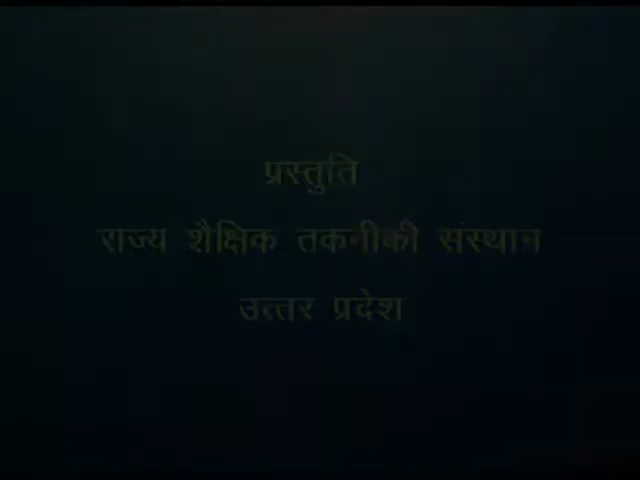 प्रस्तुति
राज्य शैक्षिक तकनीकी संस्थान
उत्तर प्रदेश